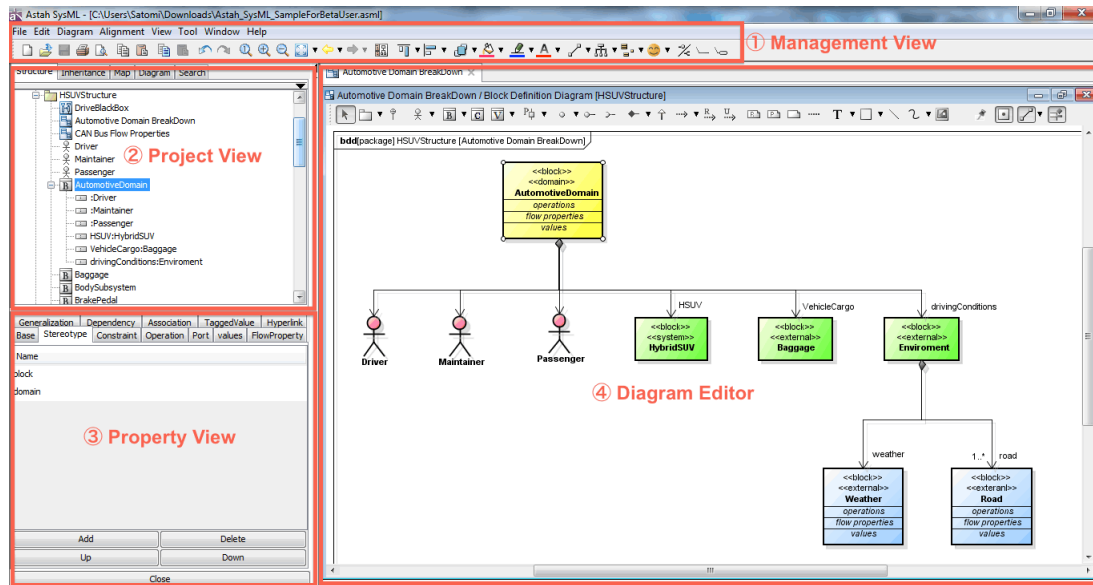 Astah SysML - [C:\Users\Satomi\Downloads\Astah_SysML_SampleForBetaUser.asml]
File Edit Diagram Alignment View Tool Window Help
① Management View
Structure Inheritance Map Diagram Search
HSUVStructure
DriveBlackBox
Automotive Domain BreakDown
CAN Bus Flow Properties
Driver
Maintainer
Passenger
② Project View
AutomotiveDomain
:Driver
:Maintainer
:Passenger
HSUV:HybridSUV
VehicleCargo:Baggage
drivingConditions:Enviroment
Baggage
BodySubsystem
BrakePedal
Generalization Dependency Association TaggedValue Hyperlink
Base Stereotype Constraint Operation Port values FlowProperty
Name
block
domain
③ Property View
Add Delete
Up Down
Close
Automotive Domain BreakDown
Automotive Domain BreakDown / Block Definition Diagram [HSUVStructure]
bdd[package] HSUVStructure [Automotive Domain BreakDown]
<<block>>
<<domain>>
AutomotiveDomain
operations
flow properties
values
HSUV VehicleCargo drivingConditions
Driver
Maintainer
Passenger
<<block>>
<<system>>
HybridSUV
<<block>>
<<external>>
Baggage
<<block>>
<<external>>
Enviroment
④ Diagram Editor
weather 1..* road
<<block>>
<<external>>
Weather
operations
flow properties
values
<<block>>
<<exteranl>>
Road
operations
flow properties
values